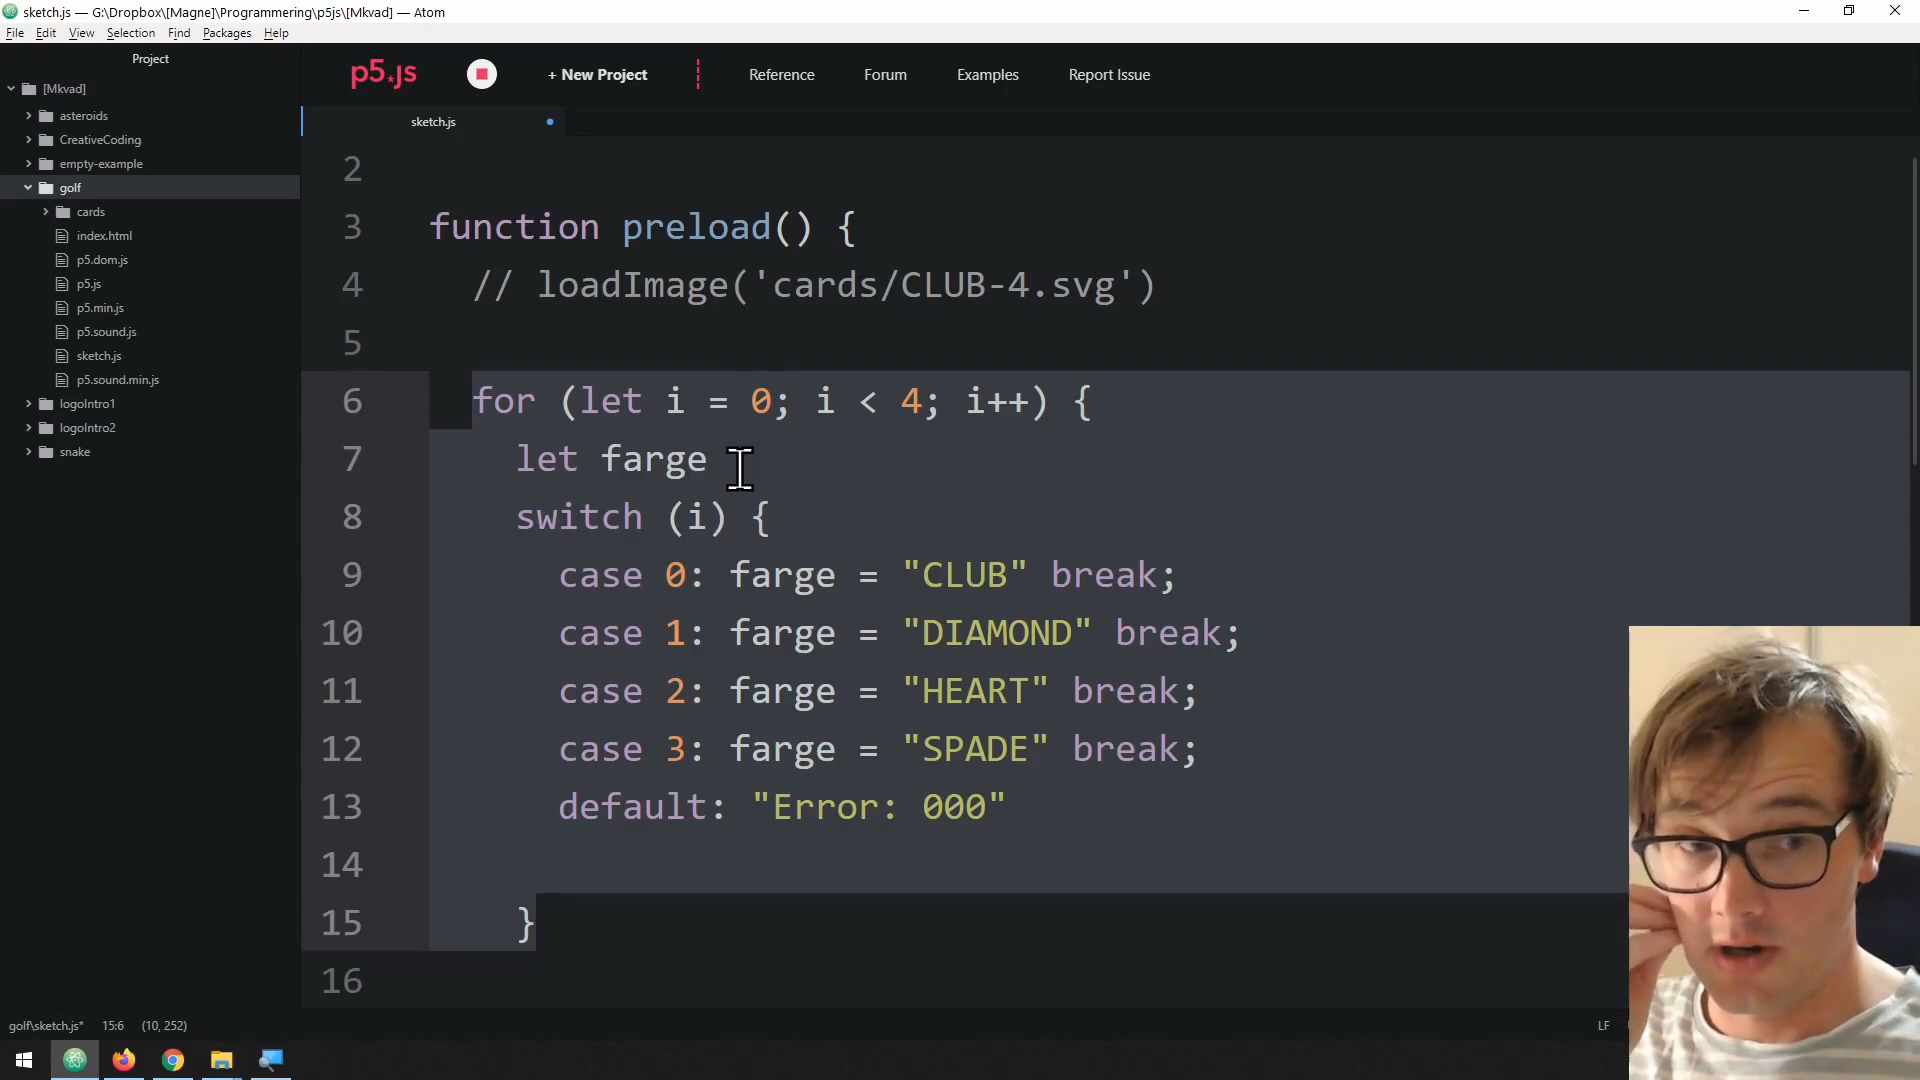 sketch.js — G:\Dropbox\[Magne]\Programmering\p5js\[Mkvad] — Atom
File Edit View Selection Find Packages Help
Project
[Mkvad]
asteroids
CreativeCoding
empty-example
golf
cards
index.html
p5.dom.js
p5.js
p5.min.js
p5.sound.js
sketch.js
p5.sound.min.js
logoIntro1
logoIntro2
snake
p5.js + New Project Reference Forum Examples Report Issue
sketch.js
2
3 function preload() {
4 // loadImage('cards/CLUB-4.svg')
5
6 for (let i = 0; i < 4; i++) {
7 let farge
8 switch (i) {
9 case 0: farge = "CLUB" break;
10 case 1: farge = "DIAMOND" break;
11 case 2: farge = "HEART" break;
12 case 3: farge = "SPADE" break;
13 default: "Error: 000"
14
15 }
16
golf\sketch.js* 15:6 (10, 252) LF